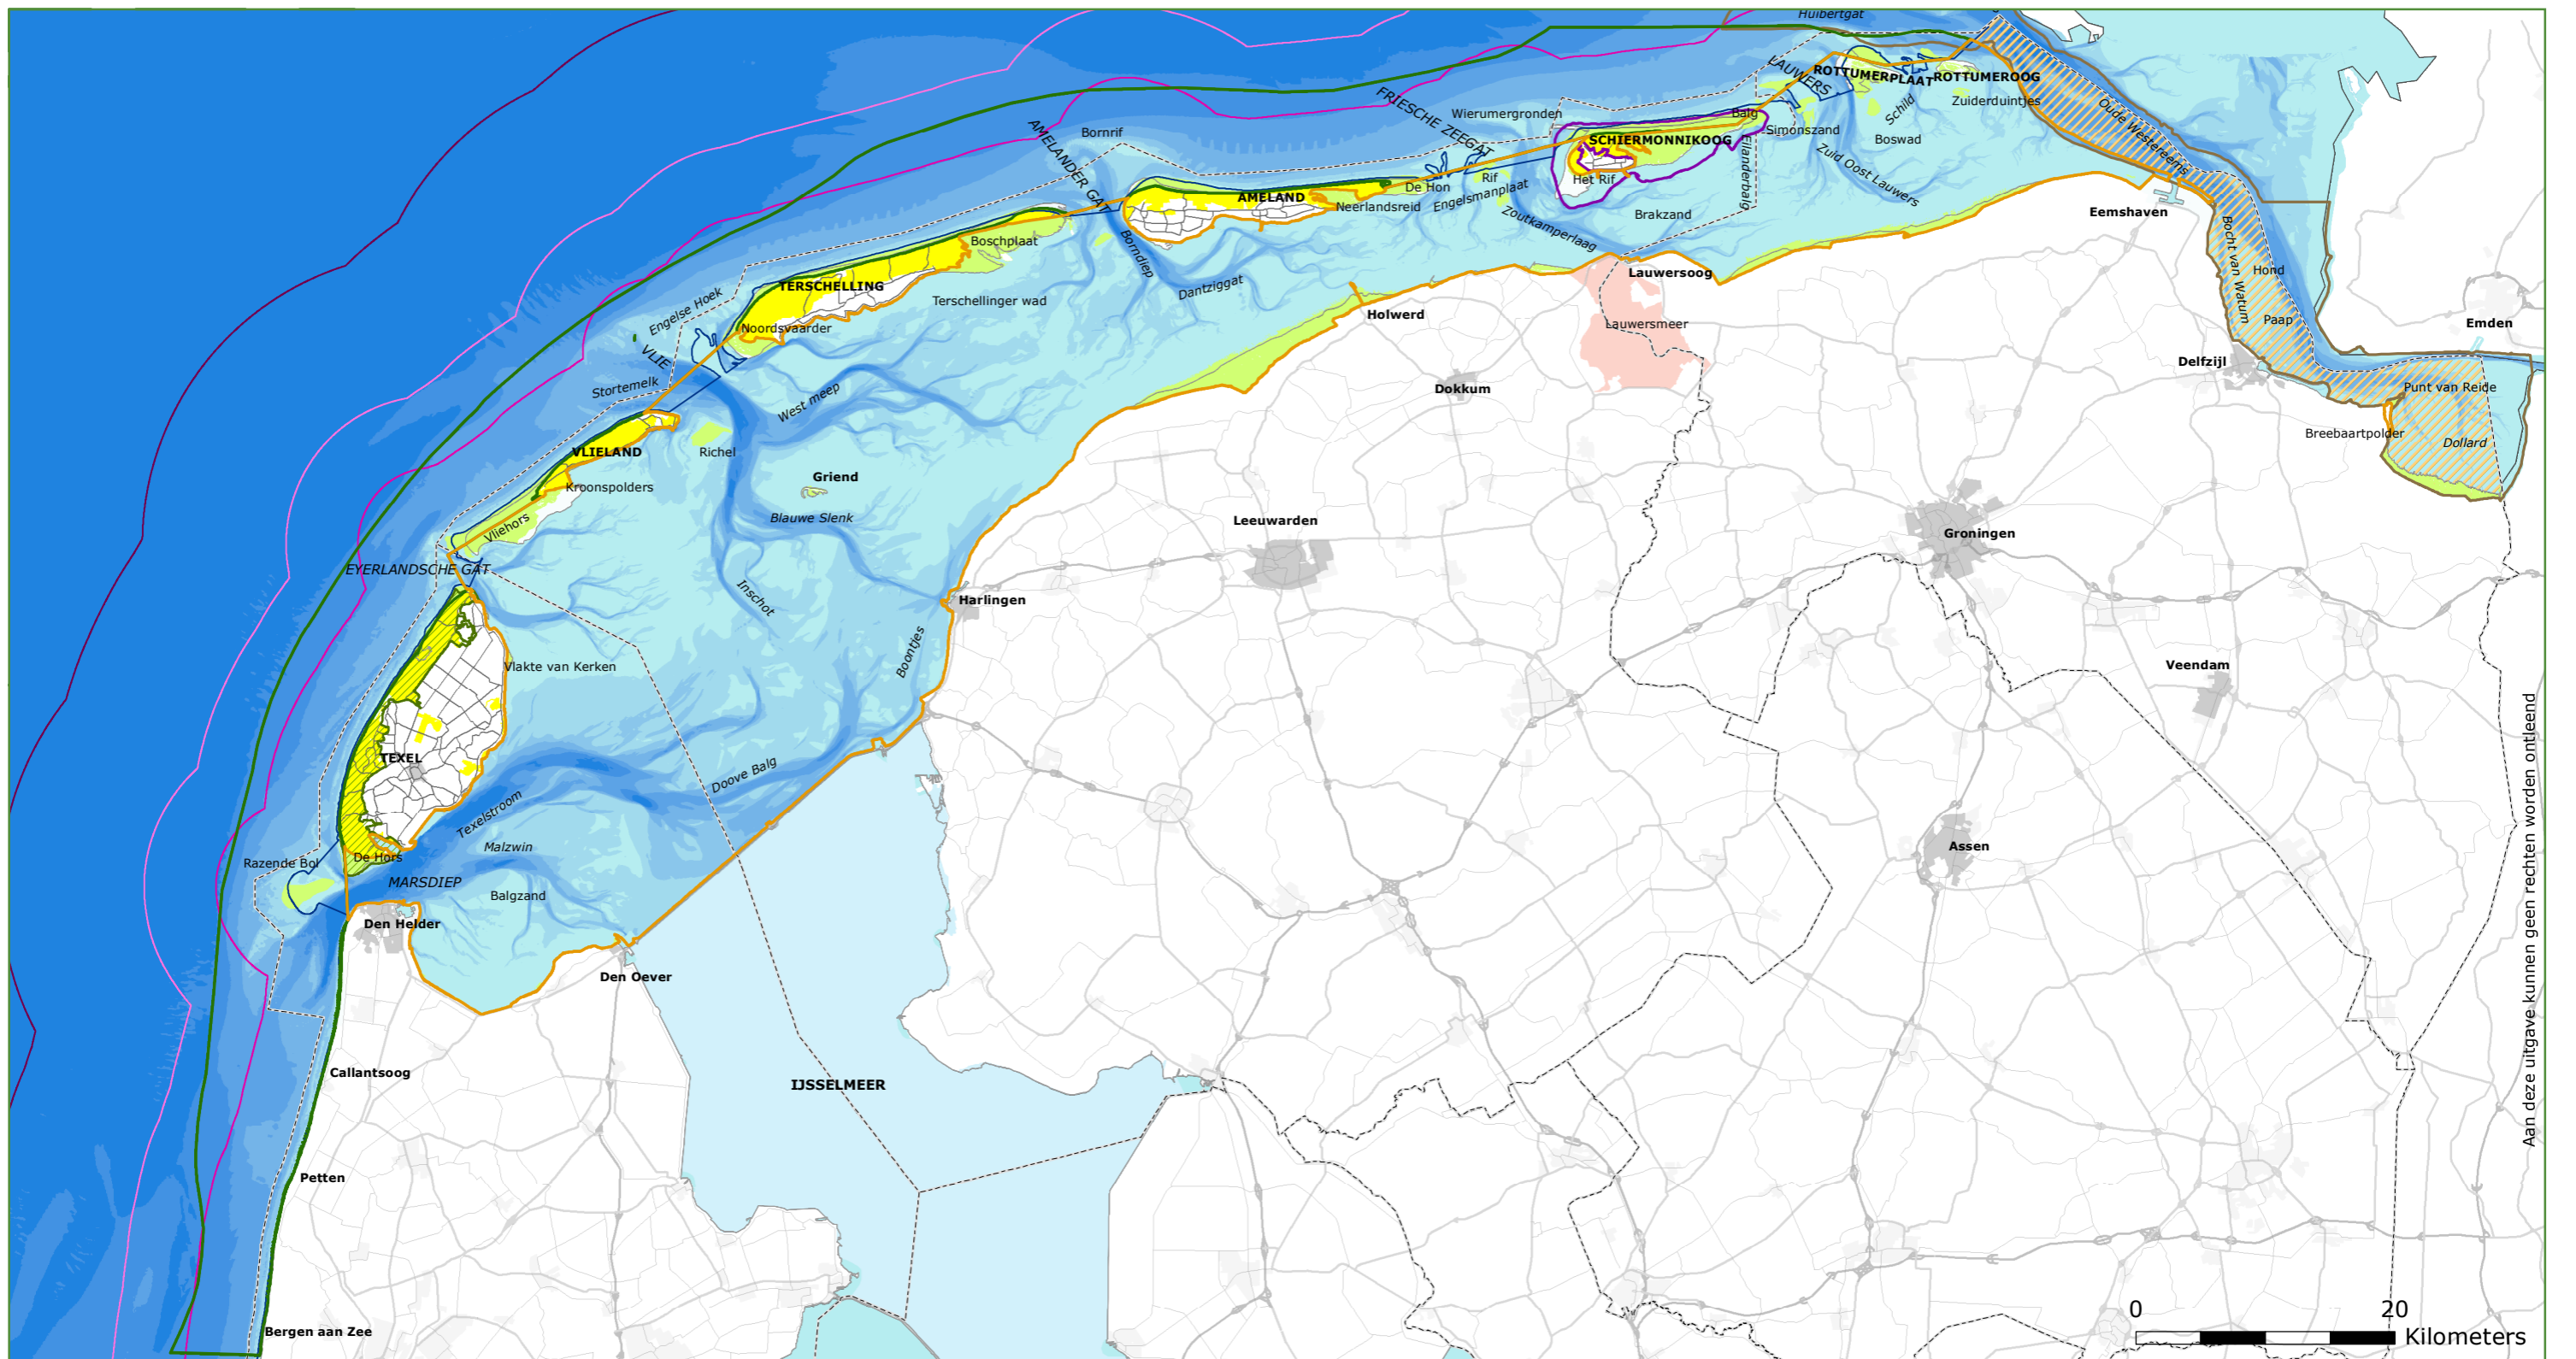 Huibertgat
LAUWERS
ROTTUMERPLAAT
ROTTUMEROOG
Zuiderduintjes
Schild
Oude Westereems
FRIESCHE ZEEGAT
Wierumergronden
Balg
Simonszand
Boswad
AMELANDER GAT
Bornrif
SCHIERMONNIKOOG
Eilanderbalg
Zuid Oost Lauwers
Het Rif
Rif
De Hon
Engelsmanplaat
AMELAND
Neerlandsreid
Zoutkamperlaag
Brakzand
Eemshaven
Bocht van Watum
Boschplaat
Borndiep
Hond
Lauwersoog
TERSCHELLING
Terschellinger wad
Dantziggat
Engelse Hoek
Noordsvaarder
Holwerd
Lauwersmeer
Paap
Emden
VLIE
Stortemelk
West meep
Dokkum
Delfzijl
Punt van Reide
Breebaartpolder
Dollard
VLIELAND
Richel
Kroonspolders
Griend
Vliehors
Blauwe Slenk
Leeuwarden
Groningen
EYERLANDSCHE GAT
Inschot
Harlingen
Boontjes
Vlakte van Kerken
Veendam
TEXEL
Doove Balg
Texelstroom
Malzwin
Razende Bol
De Hors
MARSDIEP
Balgzand
Assen
Den Helder
Den Oever
Callantsoog
IJSSELMEER
Petten
Bergen aan Zee
Aan deze uitgave kunnen geen rechten worden ontleend
0 20
Kilometers